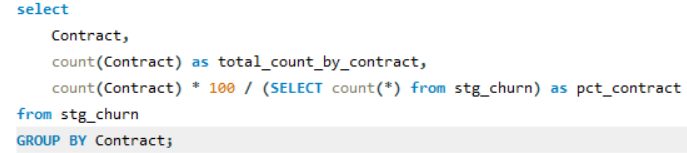 select
Contract,
count(Contract) as total_count_by_contract,
count(Contract) * 100 / (SELECT count(*) from stg_churn) as pct_contract
from stg_churn
GROUP BY Contract;